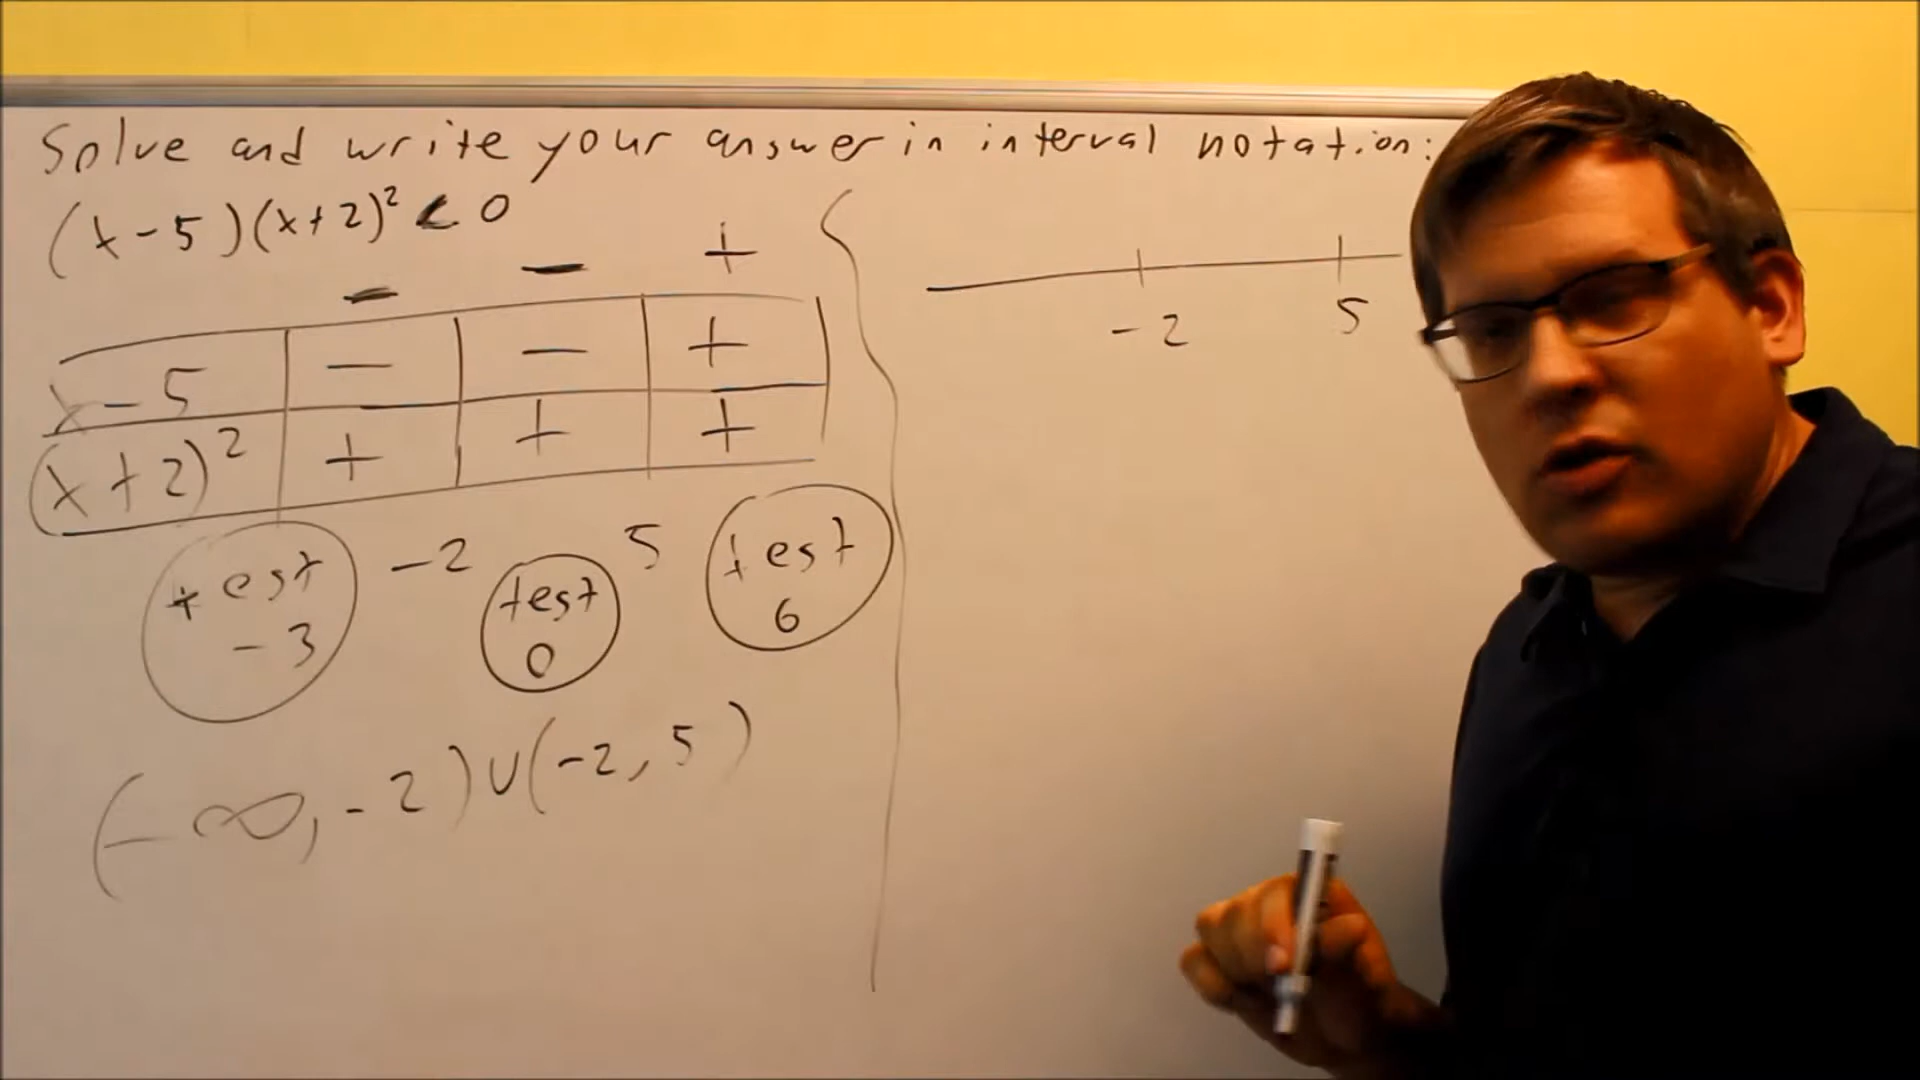 Solve and write your answer in interval notation:
(x-5)(x+2)² < 0
- - +
x-5 - - +
(x+2)² + + +
test -3 -2 test 0 5 test 6
(-∞, -2)∪(-2, 5)
-2 5